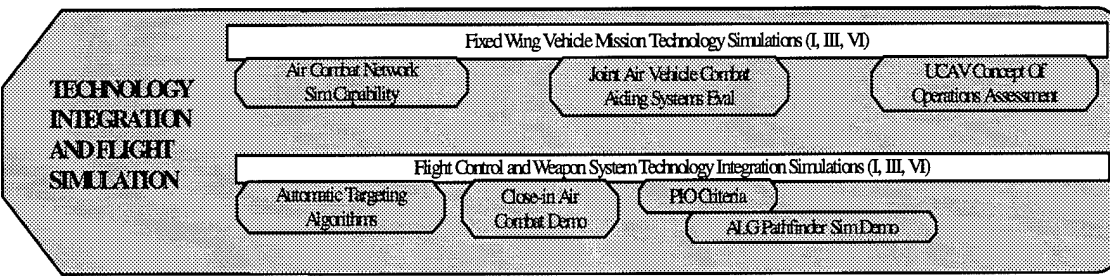 TECHNOLOGY
INTEGRATION
AND FLIGHT
SIMULATION
Fixed Wing Vehicle Mission Technology Simulations (I, III, VI)
Air Combat Network
Sim Capability
Joint Air Vehicle Combat
Aiding Systems Eval
UCAV Concept Of
Operations Assessment
Flight Control and Weapon System Technology Integration Simulations (I, III, VI)
Automatic Targeting
Algorithms
Close-in Air
Combat Demo
PIO Criteria
ALG Pathfinder Sim Demo